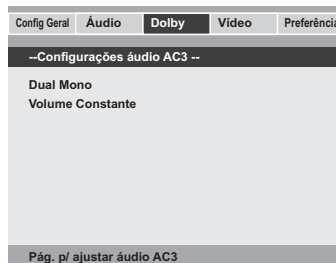 Config Geral Áudio Dolby Vídeo Preferência
--Configurações áudio AC3 --
Dual Mono
Volume Constante
Pág. p/ ajustar áudio AC3